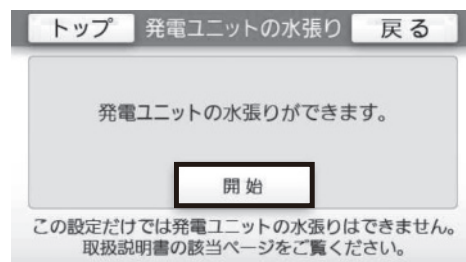 トップ 発電ユニットの水張り 戻る
発電ユニットの水張りができます。
開始
この設定だけでは発電ユニットの水張りはできません。
取扱説明書の該当ページをご覧ください。